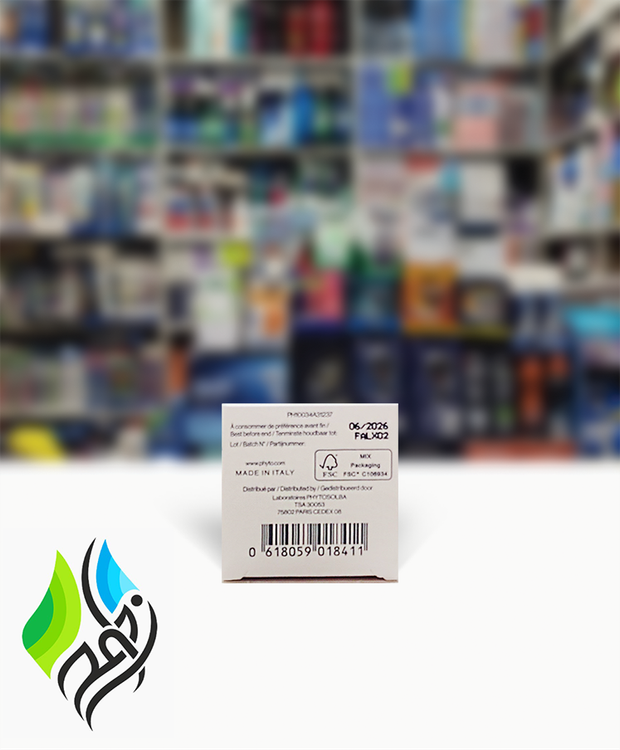 PH10034A31237
À consommer de préférence avant fin /
Best before end / Tenminste houdbaar tot:
Lot / Batch N° / Partijnummer:
06/2026
FALX02
www.phyto.com
MADE IN ITALY
FSC
MIX
Packaging
FSC® C106934
Distribué par / Distributed by / Gedistribueerd door
Laboratoires PHYTOSOLBA
TSA 30053
75802 PARIS CEDEX 08
0 618059 018411